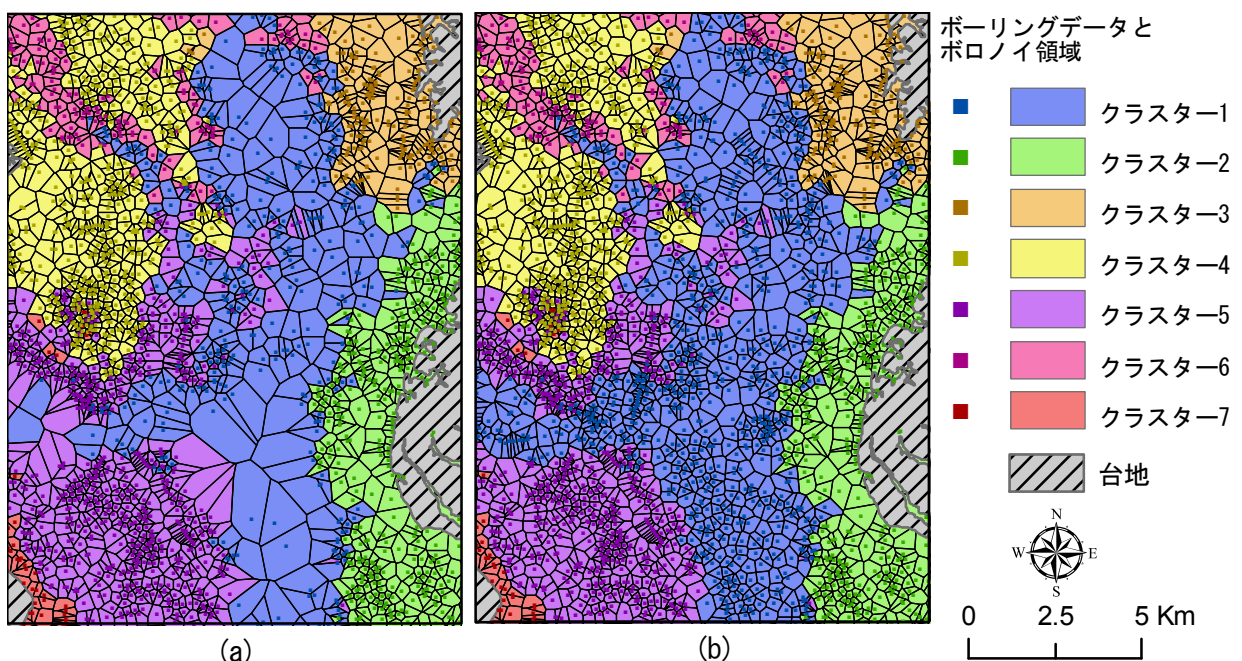 ボーリングデータと
ボロノイ領域
クラスター1
クラスター2
クラスター3
クラスター4
クラスター5
クラスター6
クラスター7
台地
N
W E
S
0 2.5 5 Km
(a) (b)